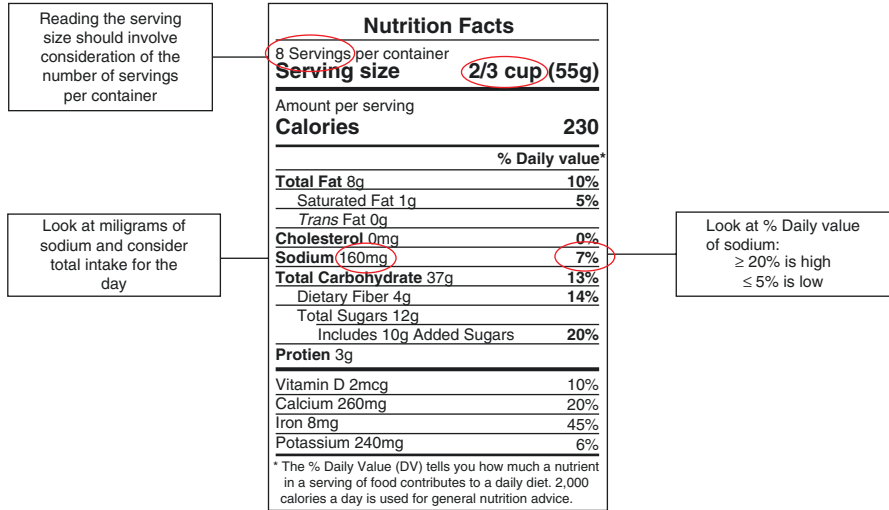 Reading the serving
size should involve
consideration of the
number of servings
per container
Nutrition Facts
8 Servings per container
Serving size 2/3 cup (55g)
Amount per serving
Calories 230
% Daily value*
Total Fat 8g 10%
Saturated Fat 1g 5%
Trans Fat 0g
Cholesterol 0mg 0%
Sodium 160mg 7%
Total Carbohydrate 37g 13%
Dietary Fiber 4g 14%
Total Sugars 12g
Includes 10g Added Sugars 20%
Protien 3g
Vitamin D 2mcg 10%
Calcium 260mg 20%
Iron 8mg 45%
Potassium 240mg 6%
* The % Daily Value (DV) tells you how much a nutrient
in a serving of food contributes to a daily diet. 2,000
calories a day is used for general nutrition advice.
Look at miligrams of
sodium and consider
total intake for the
day
Look at % Daily value
of sodium:
≥ 20% is high
≤ 5% is low